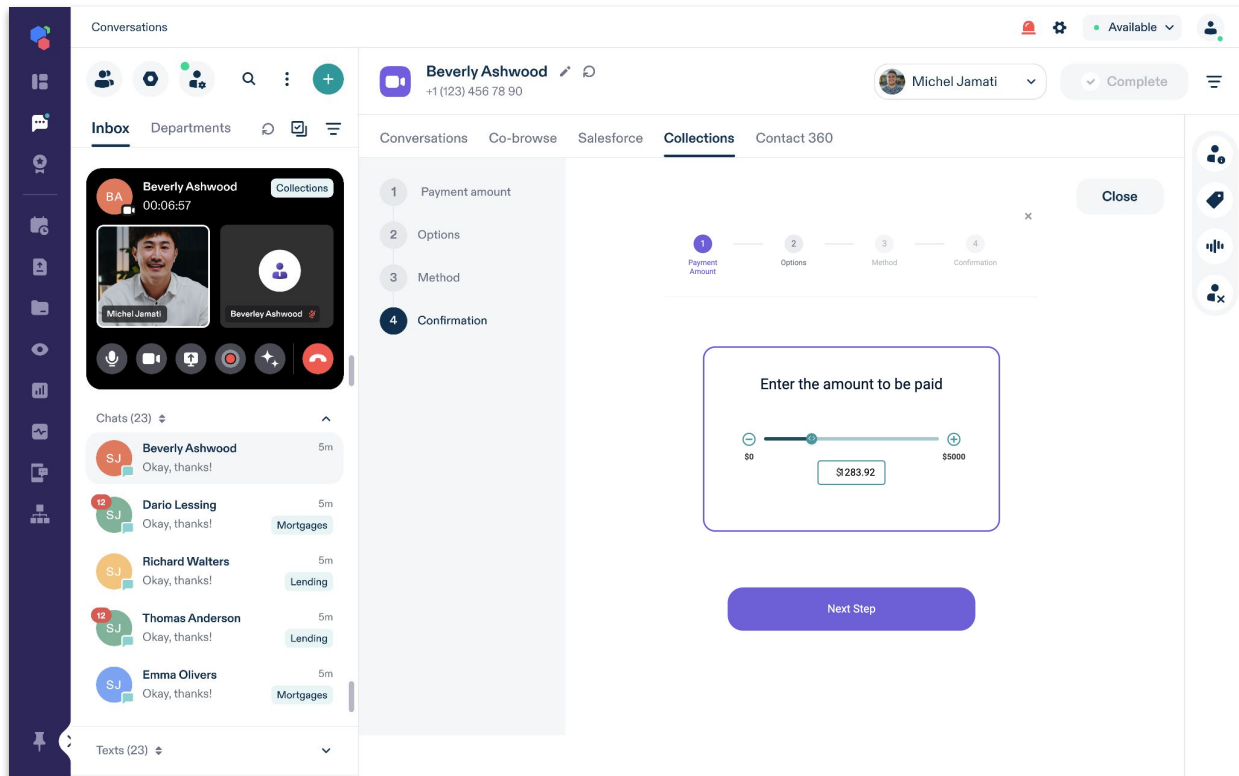 Conversations
Available
Beverly Ashwood
+1 (123) 456 78 90
Michel Jamati
Complete
Inbox
Departments
Conversations
Co-browse
Salesforce
Collections
Contact 360
BA
Beverly Ashwood
00:06:57
Collections
Michel Jamati
Beverley Ashwood
Chats (23)
SJ
Beverly Ashwood
5m
Okay, thanks!
12
SJ
Dario Lessing
5m
Okay, thanks!
Mortgages
SJ
Richard Walters
5m
Okay, thanks!
Lending
12
SJ
Thomas Anderson
5m
Okay, thanks!
Lending
SJ
Emma Olivers
5m
Okay, thanks!
Mortgages
Texts (23)
1 Payment amount
2 Options
3 Method
4 Confirmation
Close
1
Payment
Amount
2
Options
3
Method
4
Confirmation
Enter the amount to be paid
$0
$5000
$1283.92
Next Step